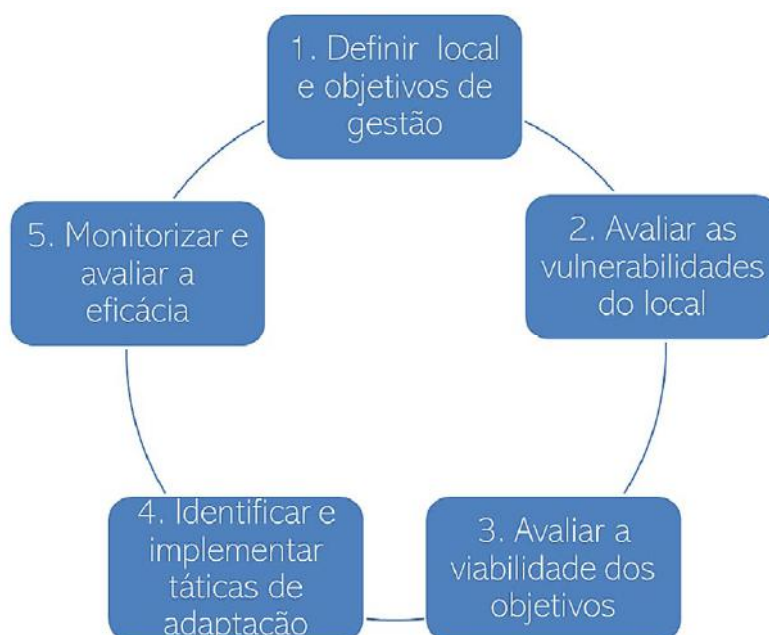 1. Definir local
e objetivos de
gestão
2. Avaliar as
vulnerabilidades
do local
3. Avaliar a
viabilidade dos
objetivos
4. Identificar e
implementar
táticas de
adaptação
5. Monitorizar e
avaliar a
eficácia